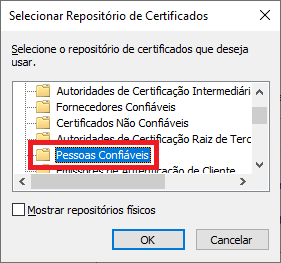 Selecionar Repositório de Certificados
Selecione o repositório de certificados que deseja
usar.
Autoridades de Certificação Intermediári
Fornecedores Confiáveis
Certificados Não Confiáveis
Autoridades de Certificação Raiz de Terc
Pessoas Confiáveis
Emissores de Autenticação de Cliente
Mostrar repositórios físicos
OK
Cancelar